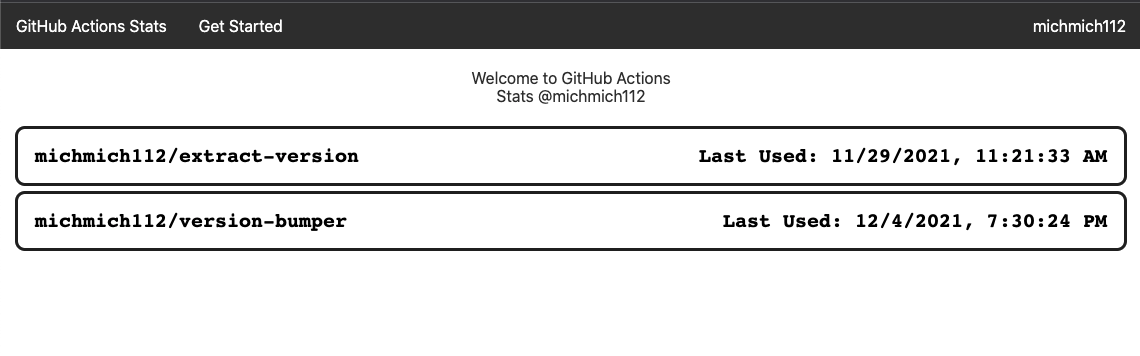 GitHub Actions Stats Get Started michmich112
Welcome to GitHub Actions
Stats @michmich112
michmich112/extract-version Last Used: 11/29/2021, 11:21:33 AM
michmich112/version-bumper Last Used: 12/4/2021, 7:30:24 PM